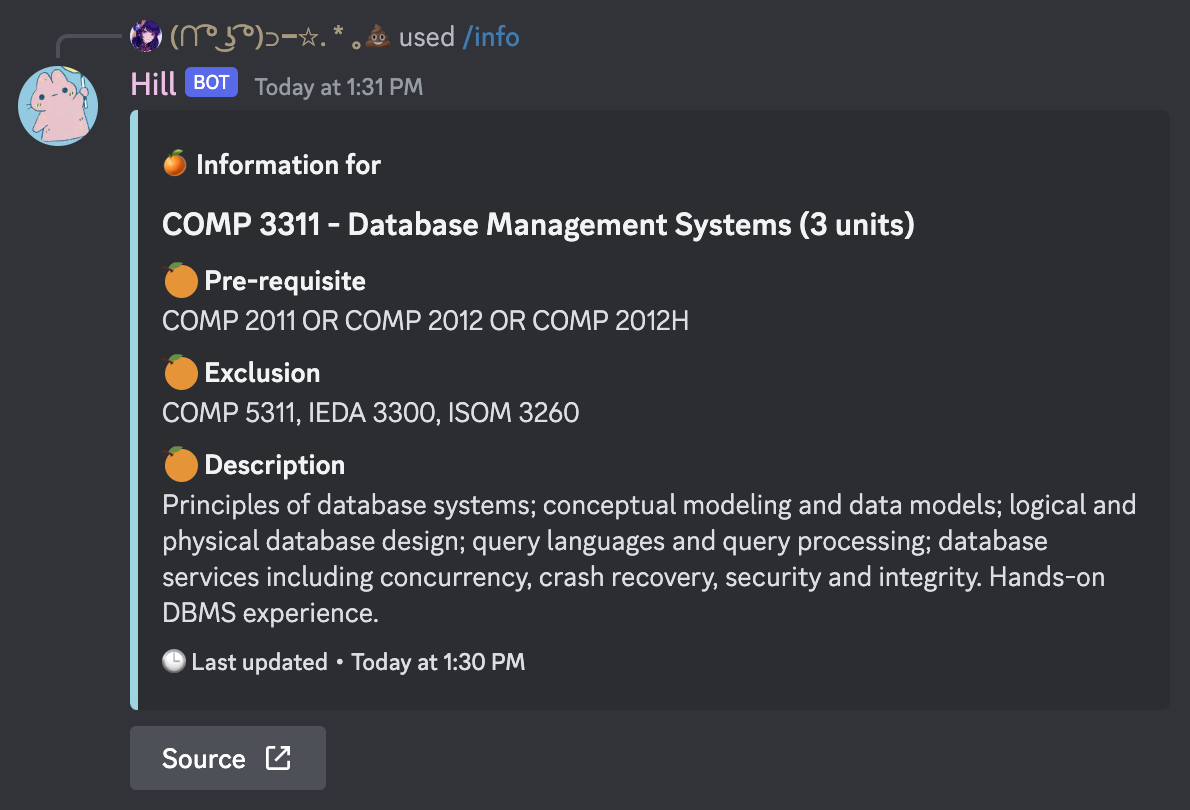 (∩ ͡° ͜ʖ ͡°)⊃━☆. * 。💩 used /info
Hill BOT Today at 1:31 PM
🍊 Information for
COMP 3311 - Database Management Systems (3 units)
🍊 Pre-requisite
COMP 2011 OR COMP 2012 OR COMP 2012H
🍊 Exclusion
COMP 5311, IEDA 3300, ISOM 3260
🍊 Description
Principles of database systems; conceptual modeling and data models; logical and
physical database design; query languages and query processing; database
services including concurrency, crash recovery, security and integrity. Hands-on
DBMS experience.
🕒 Last updated • Today at 1:30 PM
Source